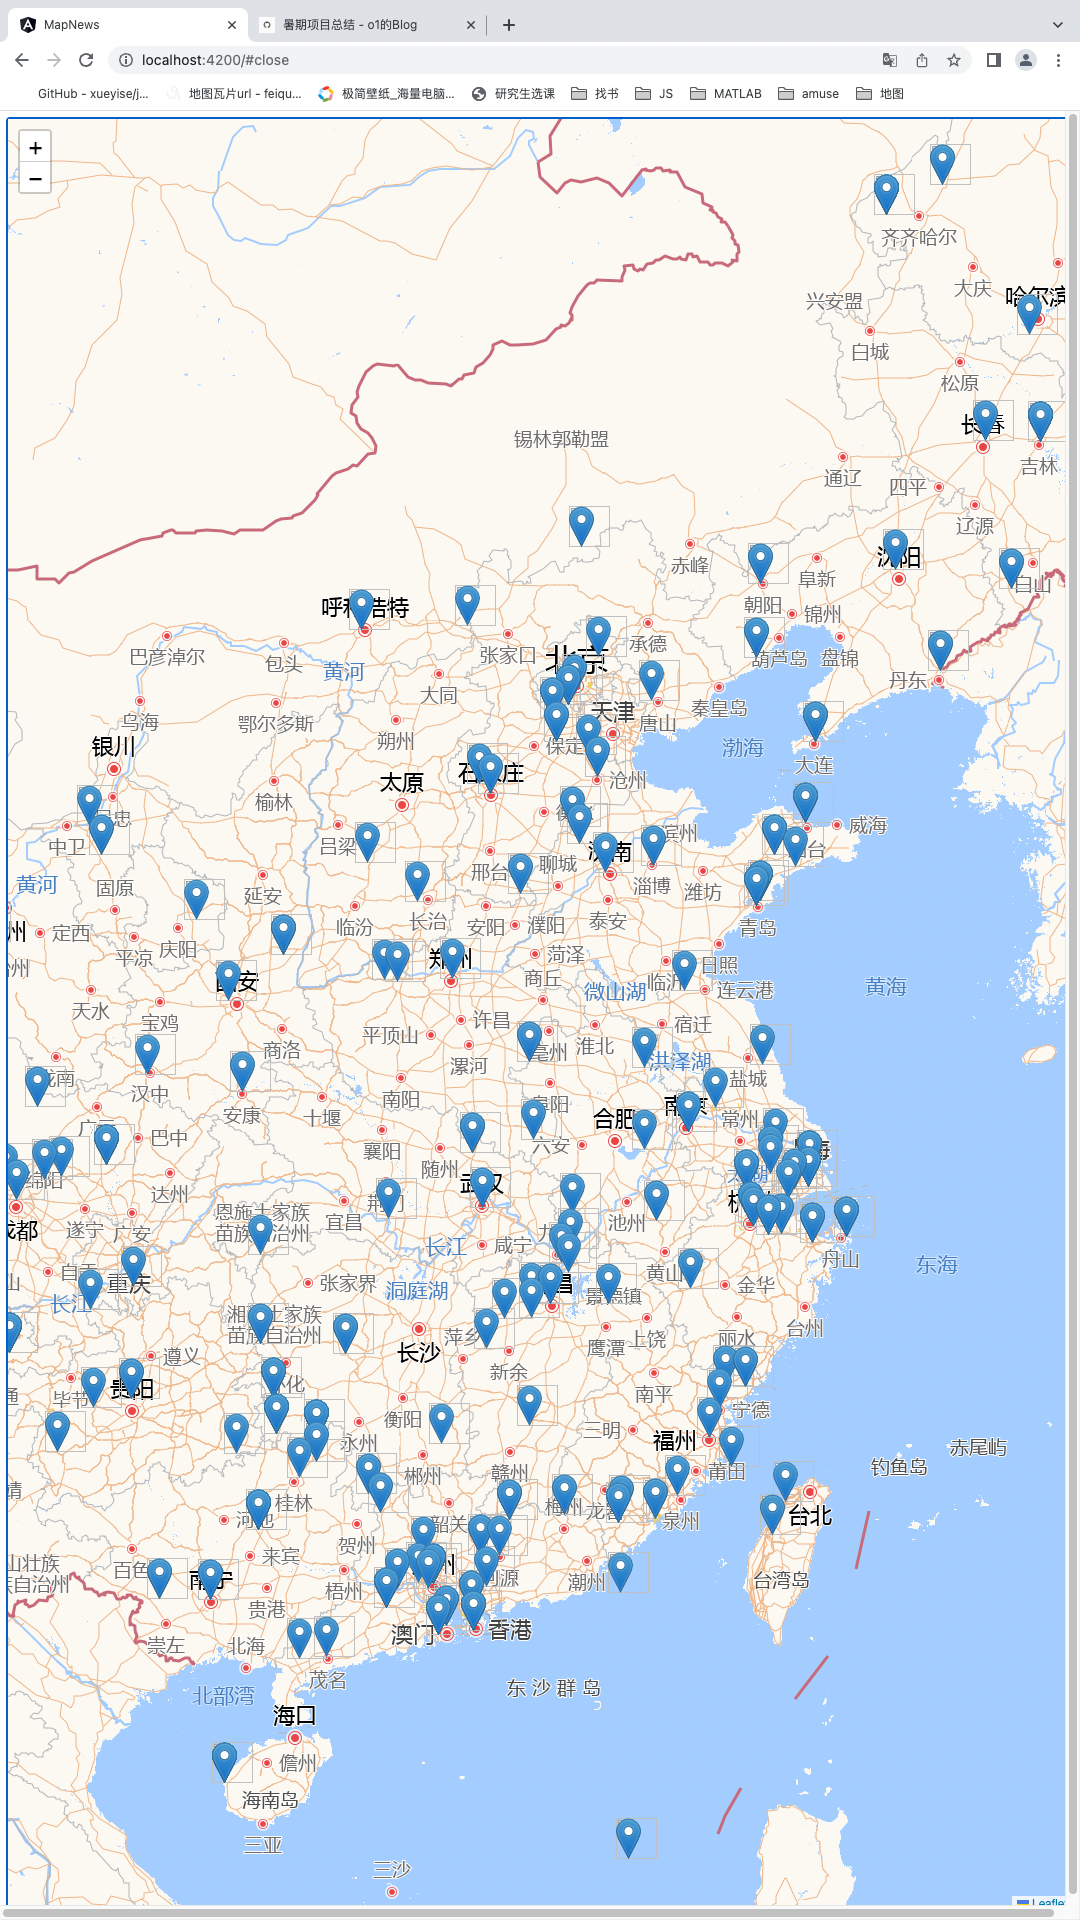 MapNews
暑期项目总结 - o1的Blog
localhost:4200/#close
GitHub - xueyise/j...
地图瓦片url - feiqu...
极简壁纸_海量电脑...
研究生选课
找书
JS
MATLAB
amuse
地图
+
−
齐齐哈尔
大庆
哈尔滨
兴安盟
白城
松原
长春
吉林
锡林郭勒盟
通辽
四平
辽源
赤峰
沈阳
阜新
白山
朝阳
锦州
呼和浩特
巴彦淖尔
包头
黄河
张家口
承德
北京
葫芦岛
盘锦
丹东
大同
秦皇岛
乌海
鄂尔多斯
朔州
天津
唐山
保定
渤海
银川
太原
石家庄
沧州
大连
榆林
吕梁
中卫
滨州
威海
济南
邢台
聊城
淄博
潍坊
黄河
固原
延安
临汾
长治
安阳
濮阳
泰安
青岛
州
定西
平凉
庆阳
郑州
菏泽
日照
西安
商丘
微山湖
临沂
连云港
黄海
天水
宝鸡
商洛
平顶山
许昌
漯河
亳州
淮北
宿迁
洪泽湖
盐城
汉中
安康
十堰
南阳
阜阳
合肥
南京
常州
巴中
襄阳
六安
随州
绵阳
达州
武汉
荆门
太湖
成都
遂宁
广安
恩施土家族
苗族自治州
宜昌
池州
咸宁
长江
舟山
东海
重庆
张家界
洞庭湖
景德镇
黄山
金华
长江
湘西土家族
苗族自治州
长沙
萍乡
鹰潭
上饶
丽水
台州
遵义
新余
毕节
贵阳
南平
衡阳
三明
宁德
永州
福州
赤尾屿
钓鱼岛
郴州
赣州
莆田
桂林
梅州
龙岩
泉州
台北
河池
韶关
贺州
百色
来宾
山壮族
自治州
南宁
梧州
河源
潮州
台湾岛
贵港
崇左
北海
澳门
香港
茂名
北部湾
东沙群岛
海口
儋州
海南岛
三亚
三沙